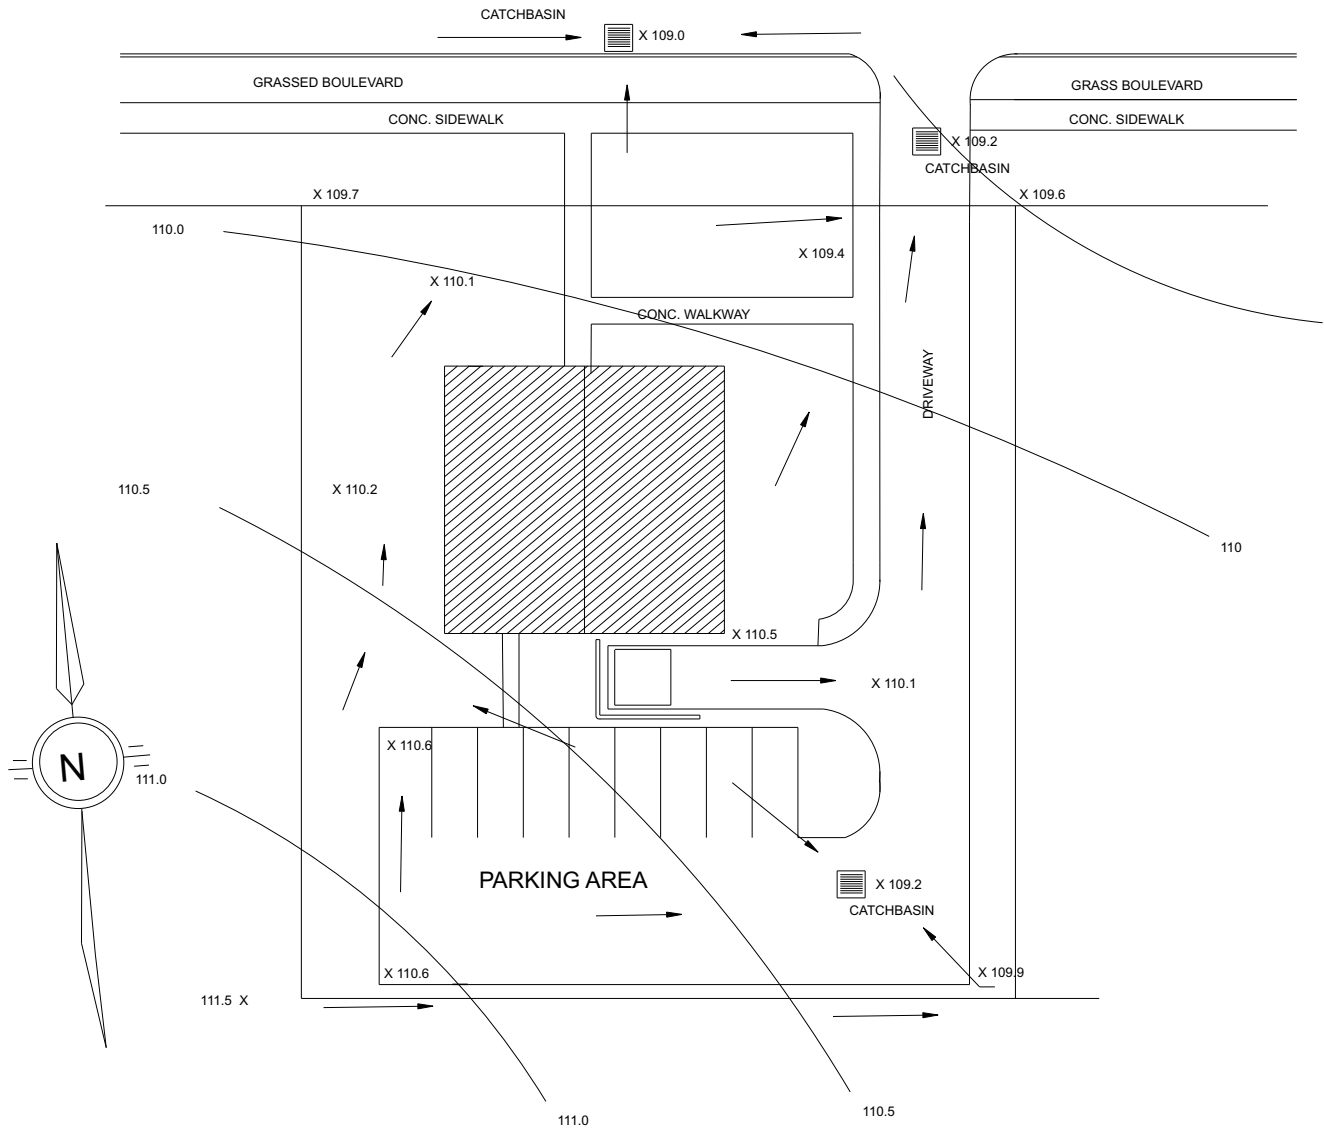 CATCHBASIN
X 109.0
GRASSED BOULEVARD
GRASS BOULEVARD
CONC. SIDEWALK
CONC. SIDEWALK
X 109.2
CATCHBASIN
X 109.7
X 109.6
110.0
X 109.4
X 110.1
CONC. WALKWAY
DRIVEWAY
110.5
X 110.2
110
X 110.5
X 110.1
X 110.6
N
111.0
PARKING AREA
X 109.2
CATCHBASIN
X 110.6
X 109.9
111.5 X
111.0
110.5